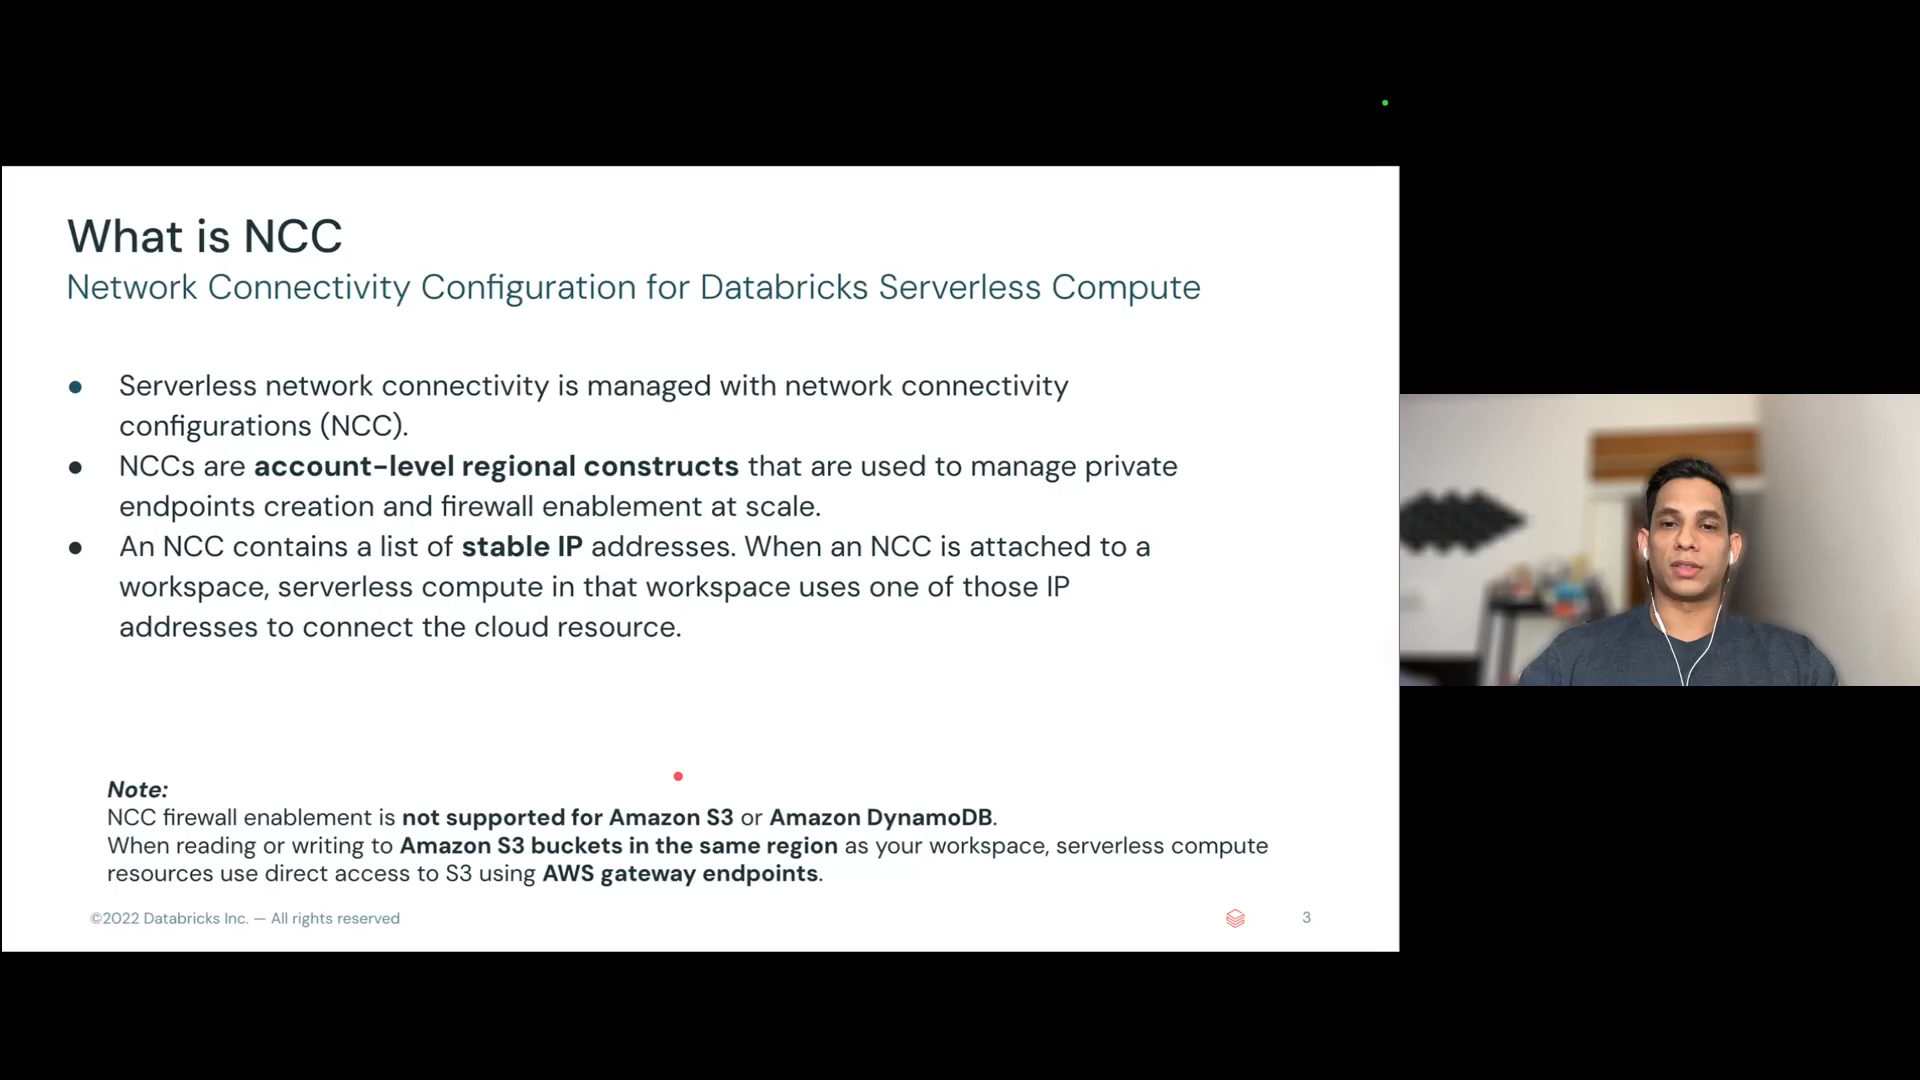 What is NCC
Network Connectivity Configuration for Databricks Serverless Compute
● Serverless network connectivity is managed with network connectivity
configurations (NCC).
● NCCs are account-level regional constructs that are used to manage private
endpoints creation and firewall enablement at scale.
● An NCC contains a list of stable IP addresses. When an NCC is attached to a
workspace, serverless compute in that workspace uses one of those IP
addresses to connect the cloud resource.
Note:
NCC firewall enablement is not supported for Amazon S3 or Amazon DynamoDB.
When reading or writing to Amazon S3 buckets in the same region as your workspace, serverless compute
resources use direct access to S3 using AWS gateway endpoints.
©2022 Databricks Inc. — All rights reserved
3